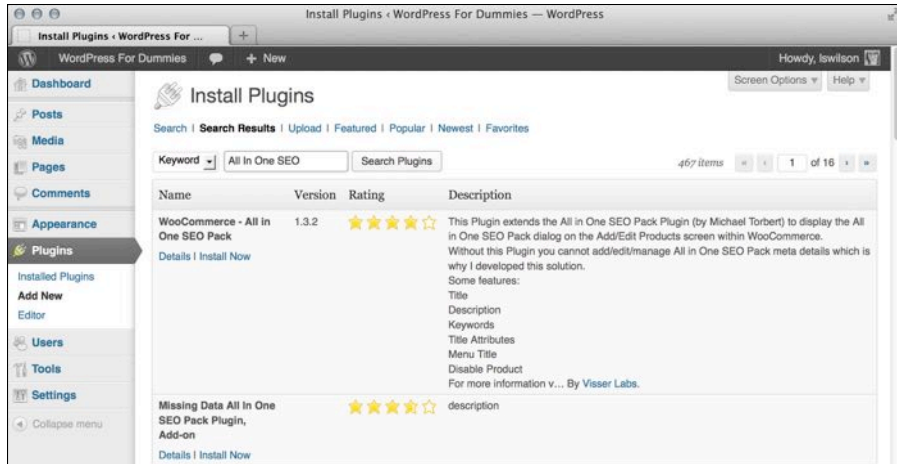 Install Plugins ‹ WordPress For Dummies — WordPress
Install Plugins ‹ WordPress For ...
WordPress For Dummies + New Howdy, lswilson
Screen Options Help
Dashboard
Posts
Media
Pages
Comments
Appearance
Plugins
Installed Plugins
Add New
Editor
Users
Tools
Settings
Collapse menu
Install Plugins
Search | Search Results | Upload | Featured | Popular | Newest | Favorites
Keyword All In One SEO Search Plugins 467 items « ‹ 1 of 16 › »
Name Version Rating Description
WooCommerce - All in
One SEO Pack
1.3.2
Details | Install Now
This Plugin extends the All in One SEO Pack Plugin (by Michael Torbert) to display the All
in One SEO Pack dialog on the Add/Edit Products screen within WooCommerce.
Without this Plugin you cannot add/edit/manage All in One SEO Pack meta details which is
why I developed this solution.
Some features:
Title
Description
Keywords
Title Attributes
Menu Title
Disable Product
For more information v... By Visser Labs.
Missing Data All In One
SEO Pack Plugin,
Add-on
Details | Install Now
description